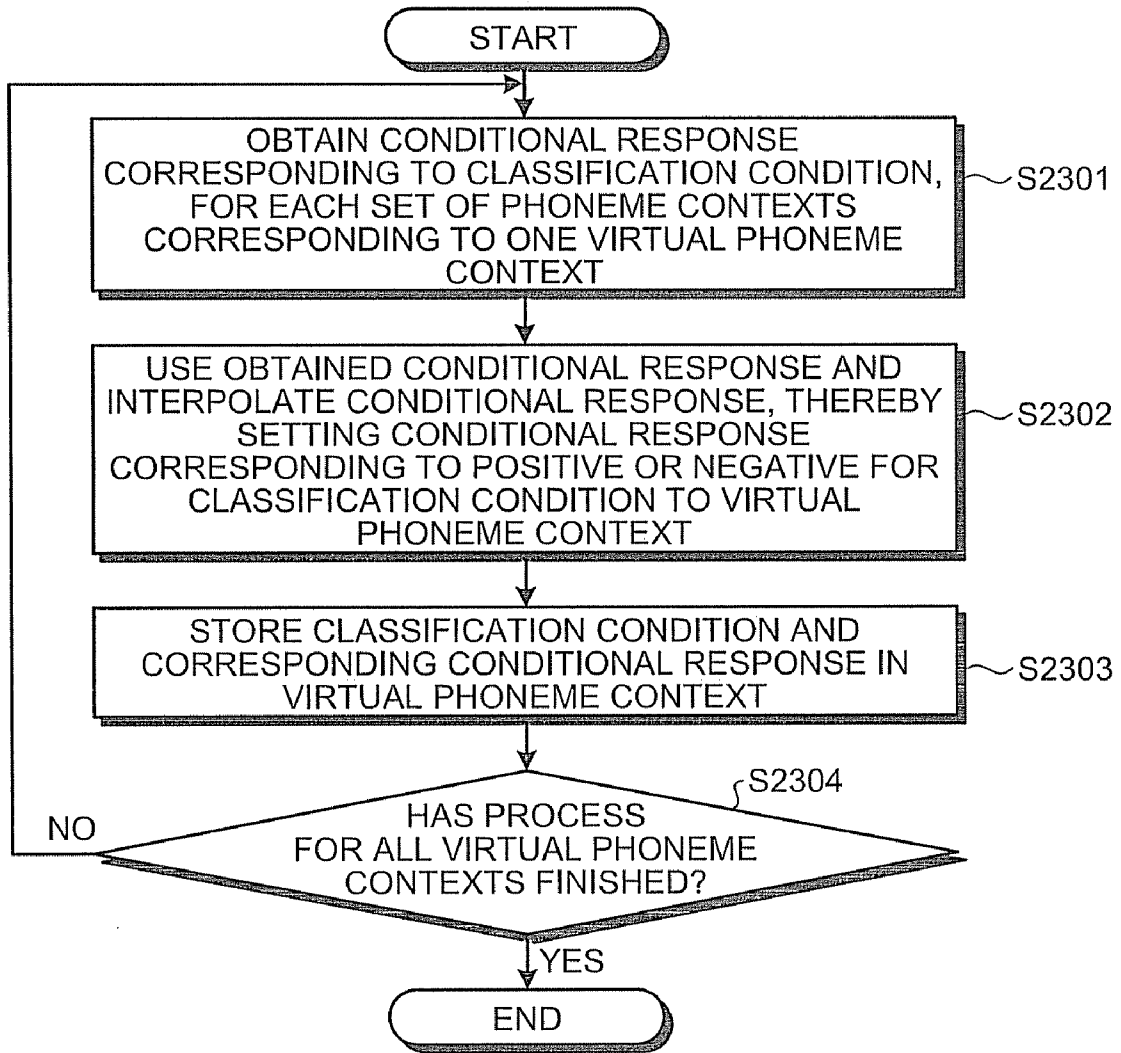 START
OBTAIN CONDITIONAL RESPONSE
CORRESPONDING TO CLASSIFICATION CONDITION,
FOR EACH SET OF PHONEME CONTEXTS
CORRESPONDING TO ONE VIRTUAL PHONEME
CONTEXT
S2301
USE OBTAINED CONDITIONAL RESPONSE AND
INTERPOLATE CONDITIONAL RESPONSE, THEREBY
SETTING CONDITIONAL RESPONSE
CORRESPONDING TO POSITIVE OR NEGATIVE FOR
CLASSIFICATION CONDITION TO VIRTUAL
PHONEME CONTEXT
S2302
STORE CLASSIFICATION CONDITION AND
CORRESPONDING CONDITIONAL RESPONSE IN
VIRTUAL PHONEME CONTEXT
S2303
S2304
HAS PROCESS
FOR ALL VIRTUAL PHONEME
CONTEXTS FINISHED?
NO
YES
END